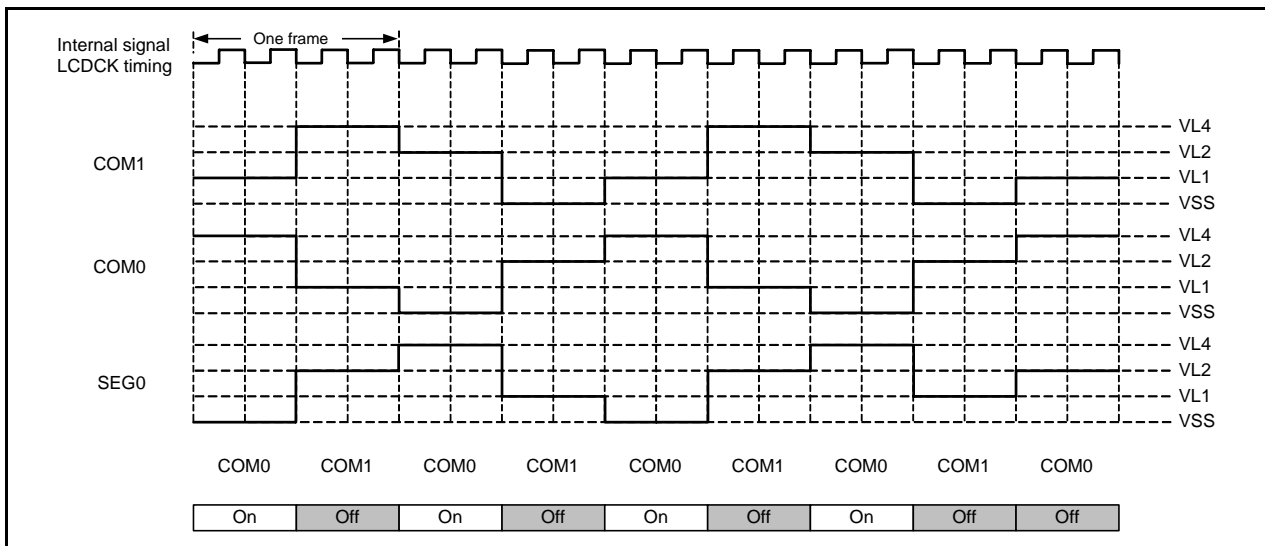 One frame
Internal signal
LCDCK timing
VL4
VL2
COM1
VL1
VSS
VL4
COM0
VL2
VL1
VSS
VL4
VL2
SEG0
VL1
VSS
COM0 COM1 COM0 COM1 COM0 COM1 COM0 COM1 COM0
On Off On Off On Off On Off Off